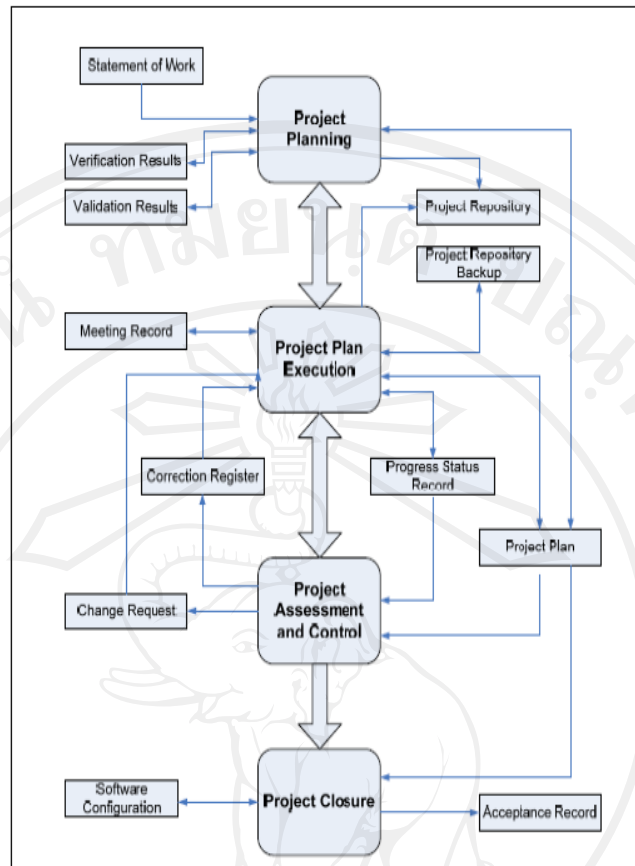 Statement of Work
Project
Planning
Verification Results
Validation Results
Project Repository
Project Repository
Backup
Meeting Record
Project Plan
Execution
Correction Register
Progress Status
Record
Project Plan
Project
Assessment
and Control
Change Request
Software
Configuration
Project Closure
Acceptance Record